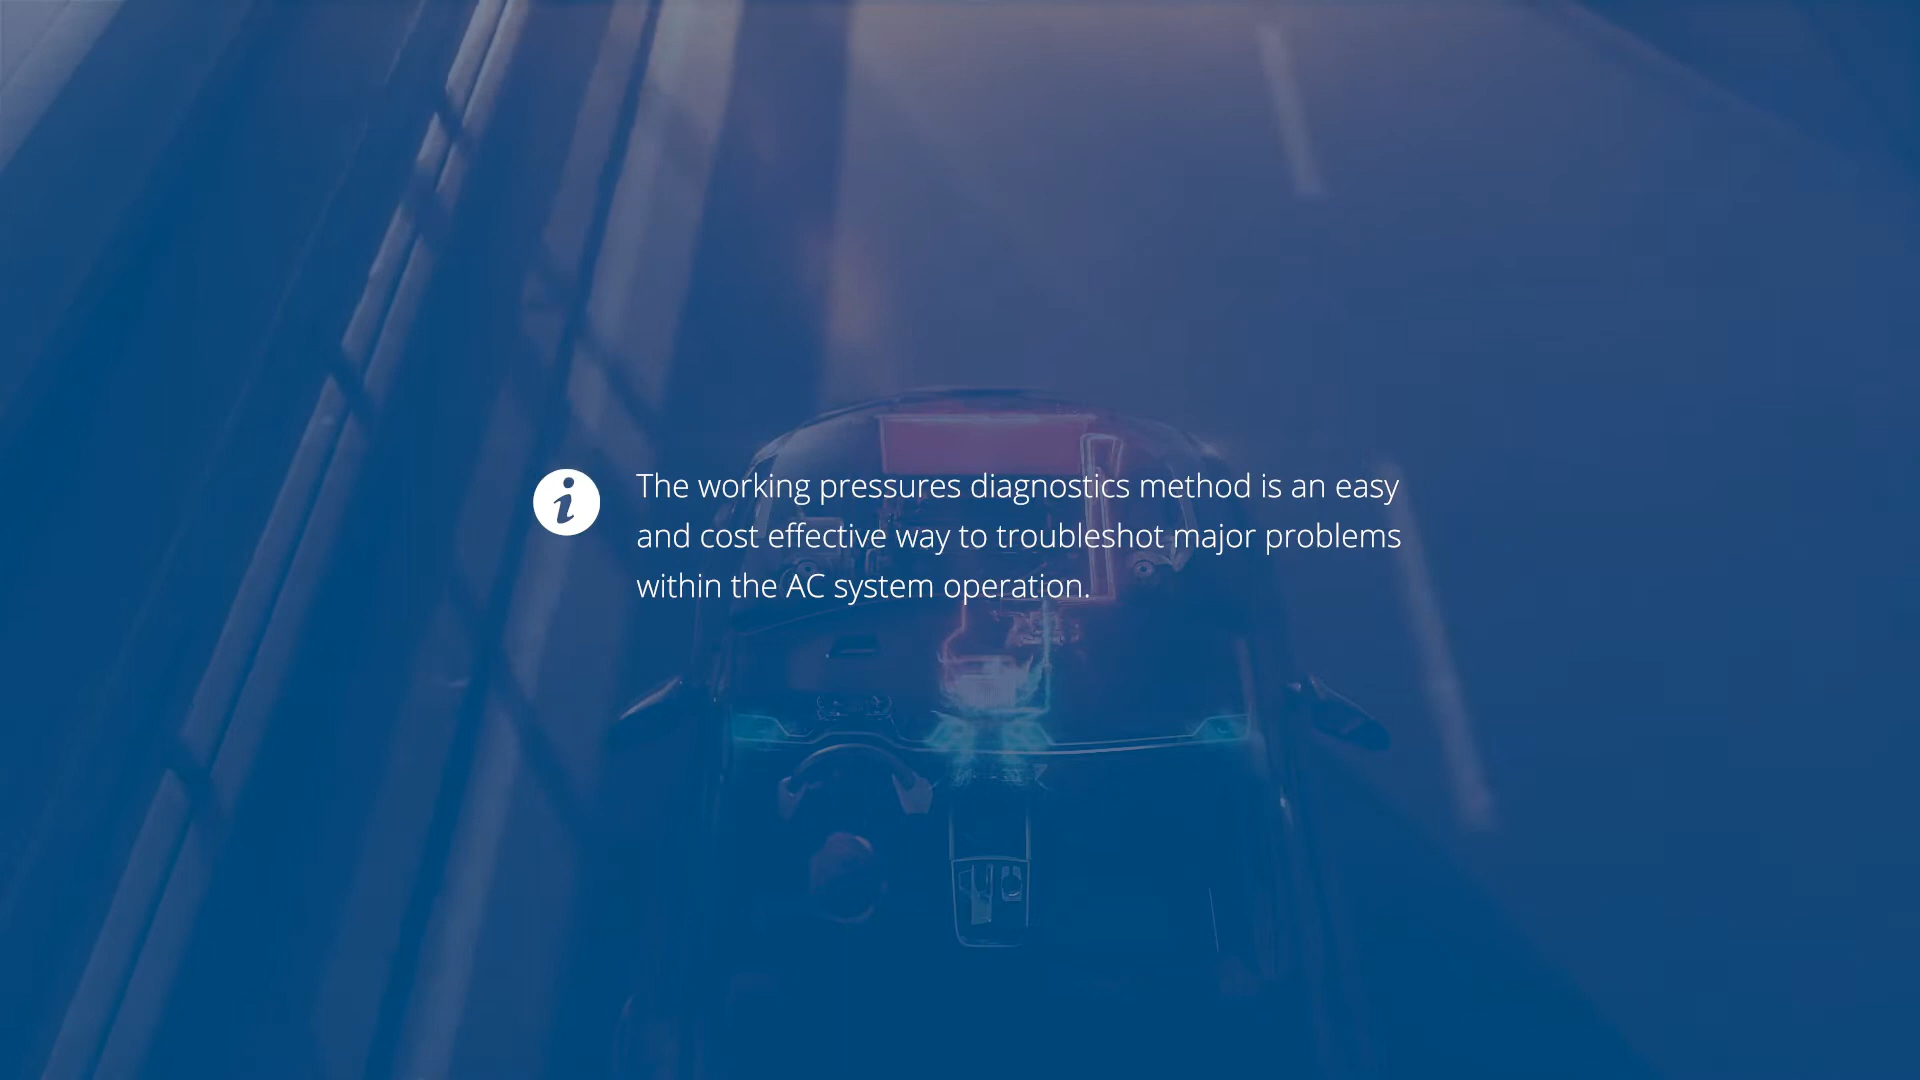 The working pressures diagnostics method is an easy
and cost effective way to troubleshot major problems
within the AC system operation.